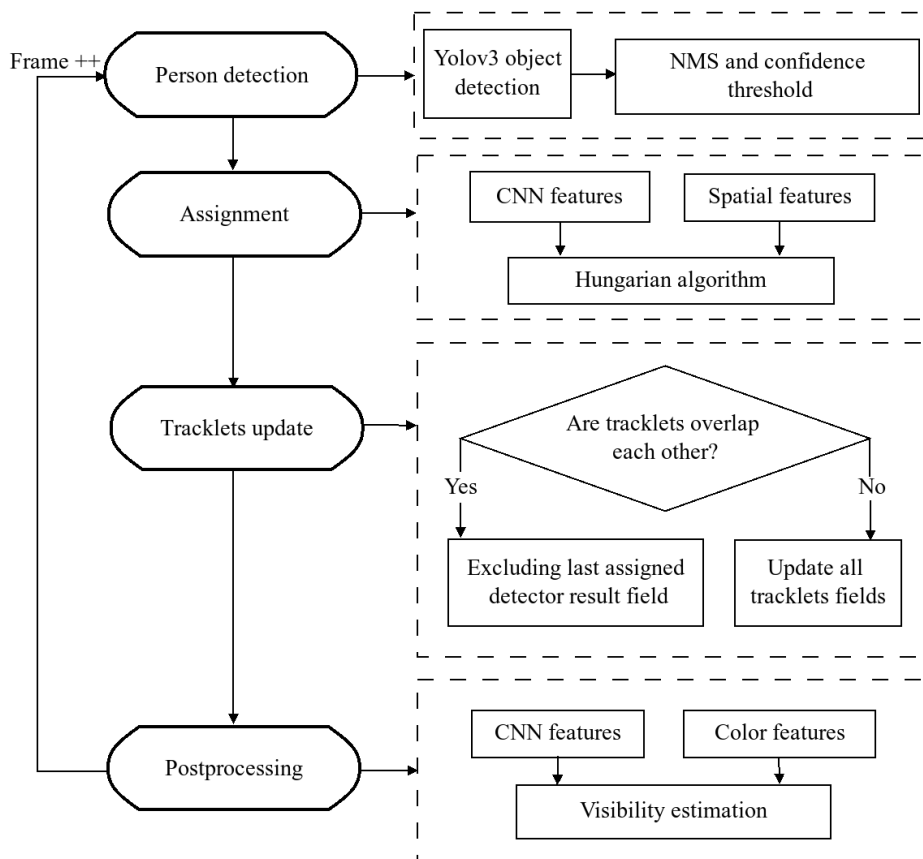 Frame ++
Person detection
Yolov3 object
detection
NMS and confidence
threshold
Assignment
CNN features
Spatial features
Hungarian algorithm
Tracklets update
Are tracklets overlap
each other?
Yes
No
Excluding last assigned
detector result field
Update all
tracklets fields
Postprocessing
CNN features
Color features
Visibility estimation